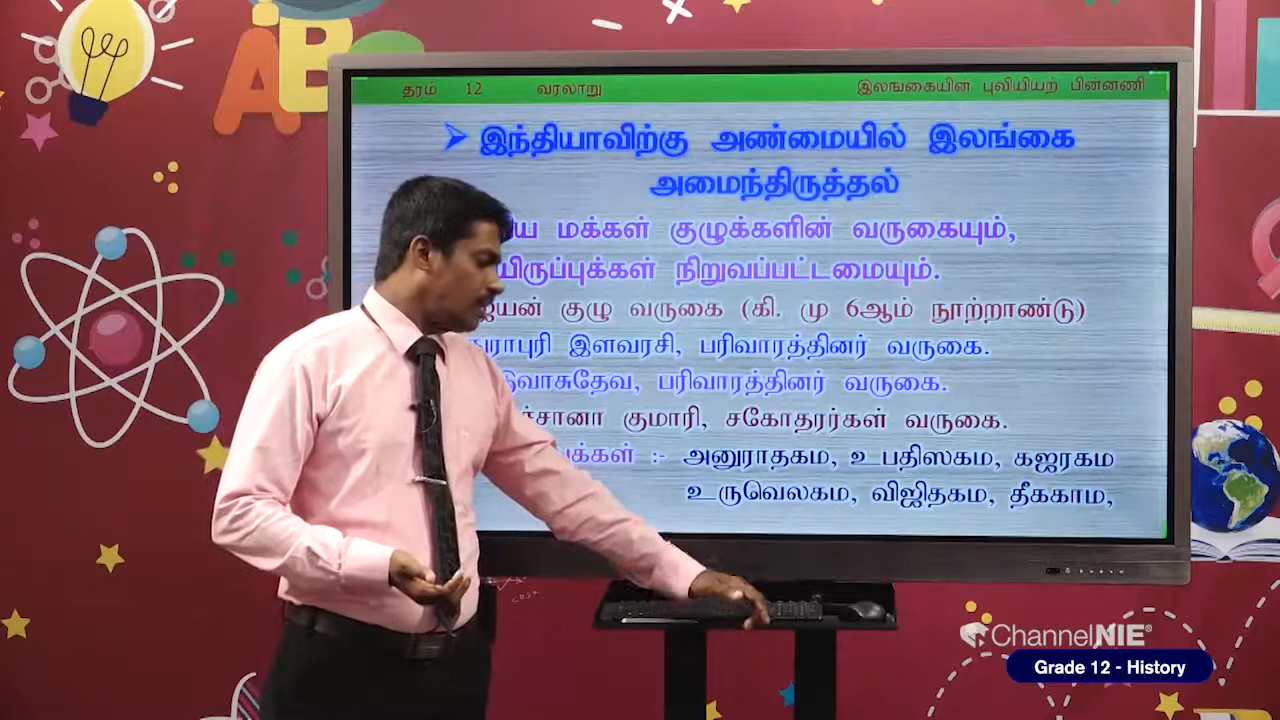 ABC
தரம் 12 வரலாறு இலங்கையின் புவியியற் பின்னணி
இந்தியாவிற்கு அண்மையில் இலங்கை
அமைந்திருத்தல்
மக்கள் குழுக்களின் வருகையும்,
நிறுவப்பட்டமையும்.
குழு வருகை (கி. மு 6ஆம் நூற்றாண்டு)
இளவரசி, பரிவாரத்தினர் வருகை.
பரிவாரத்தினர் வருகை.
குமாரி, சகோதரர்கள் வருகை.
:- அனுராதகம, உபதிஸகம, கஜரகம
உருவெலகம, விஜிதகம, தீககாம,
ChannelNIE
Grade 12 - History